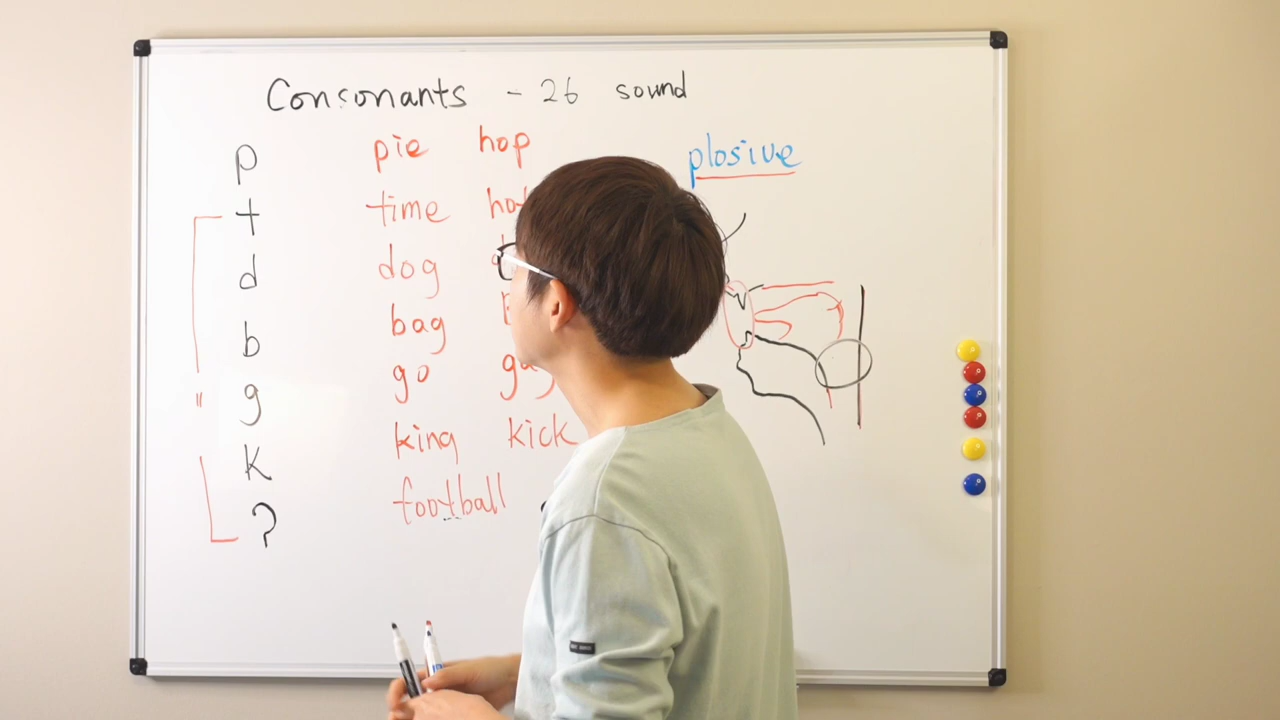 Consonants - 26 sound
p pie hop plosive
t time
d dog
b bag
g go
k king kick
ʔ football